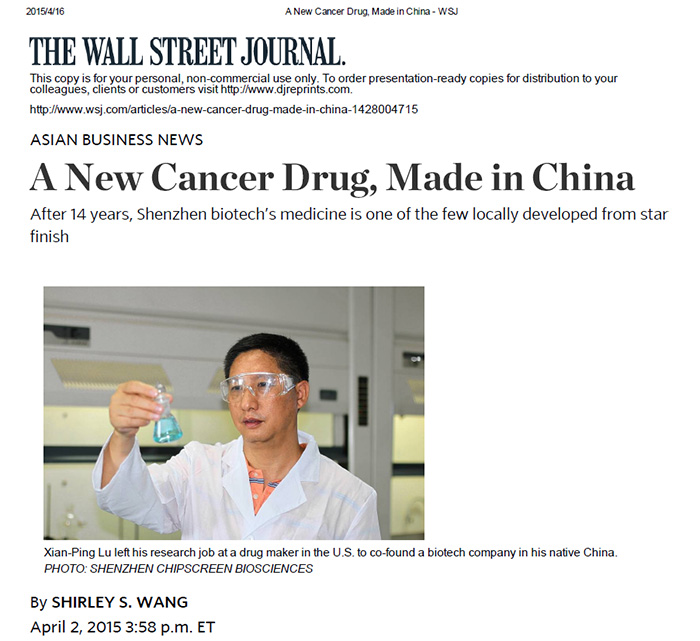 2015/4/16 A New Cancer Drug, Made in China - WSJ
THE WALL STREET JOURNAL.
This copy is for your personal, non-commercial use only. To order presentation-ready copies for distribution to your
colleagues, clients or customers visit http://www.djreprints.com.
http://www.wsj.com/articles/a-new-cancer-drug-made-in-china-1428004715
ASIAN BUSINESS NEWS
A New Cancer Drug, Made in China
After 14 years, Shenzhen biotech's medicine is one of the few locally developed from star
finish
Xian-Ping Lu left his research job at a drug maker in the U.S. to co-found a biotech company in his native China.
PHOTO: SHENZHEN CHIPSCREEN BIOSCIENCES
By SHIRLEY S. WANG
April 2, 2015 3:58 p.m. ET